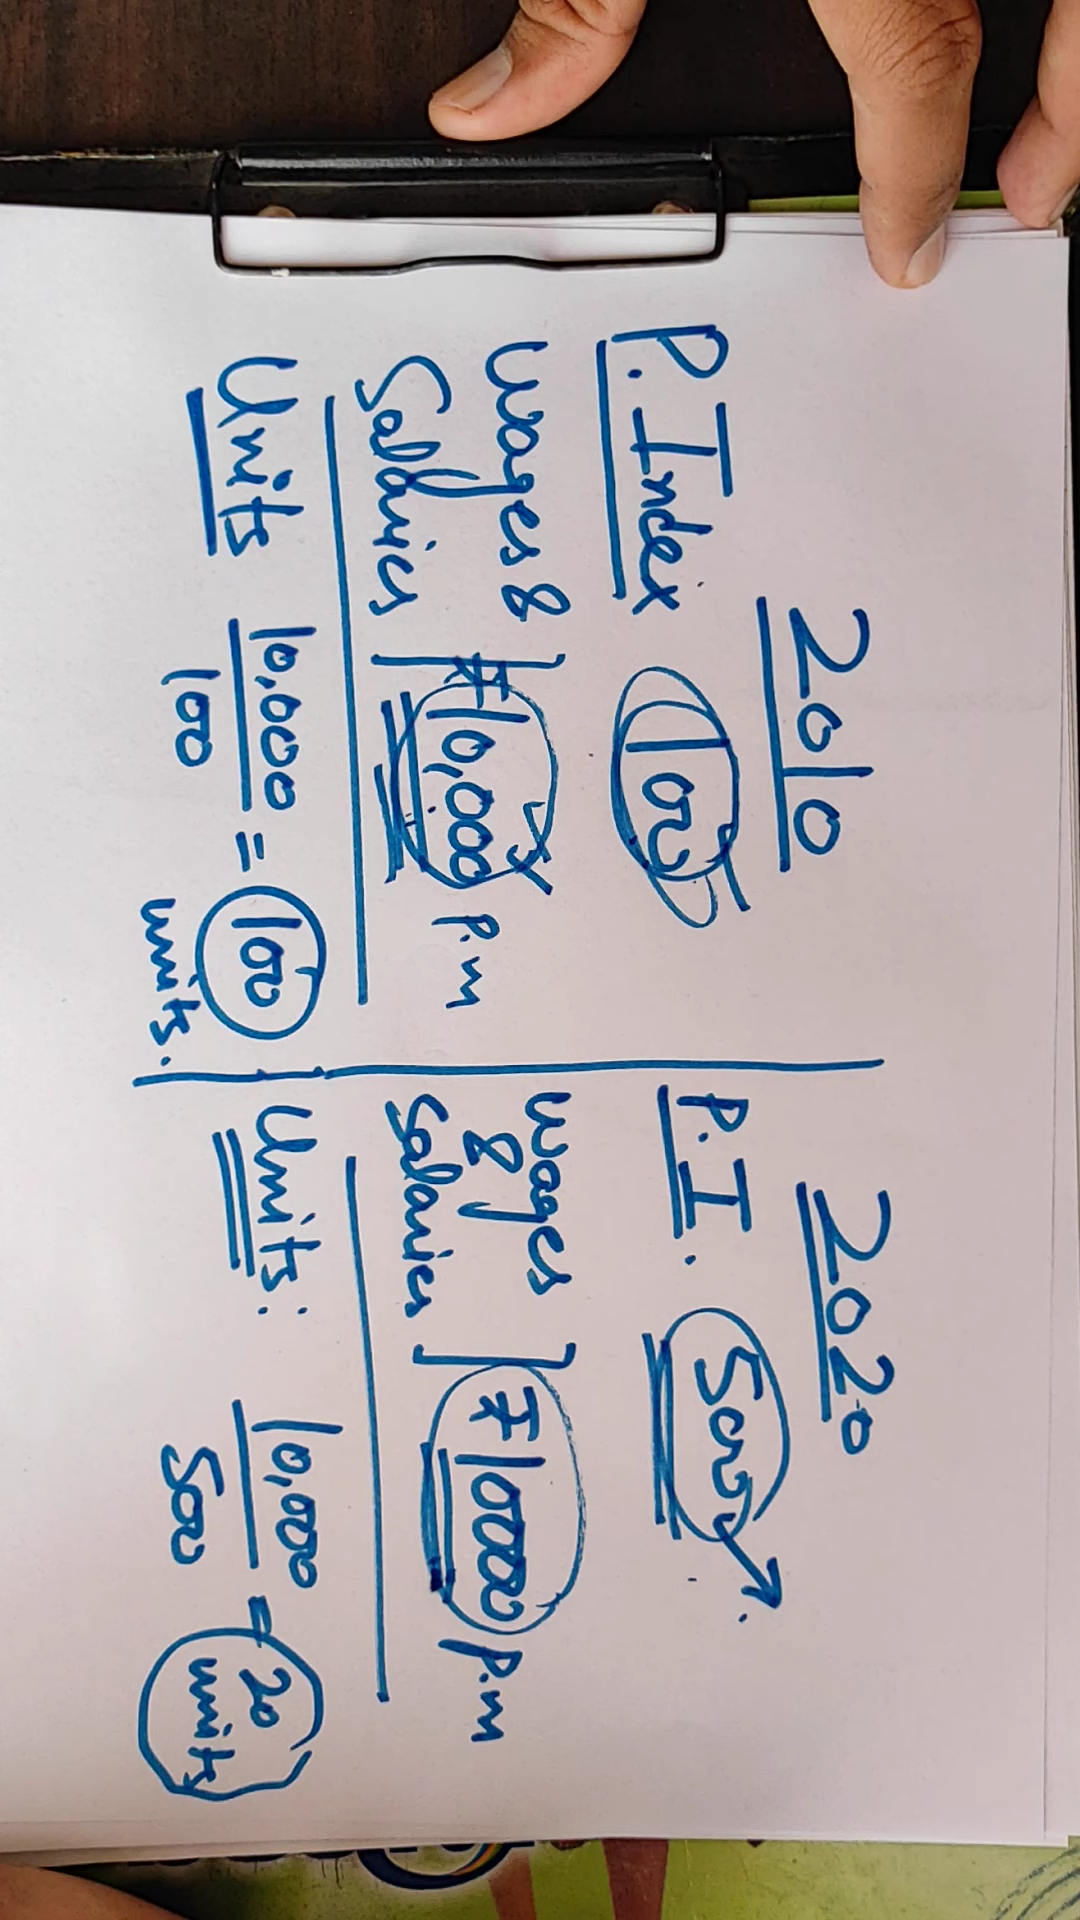 2010
P. Index 100
Wages &
Salaries ] ₹10,000 p.m
Units 10,000
100
= 100
units.
2020
P.I. 500
Wages
&
Salaries ] ₹10000 p.m
Units: 10,000
500
= 20
units